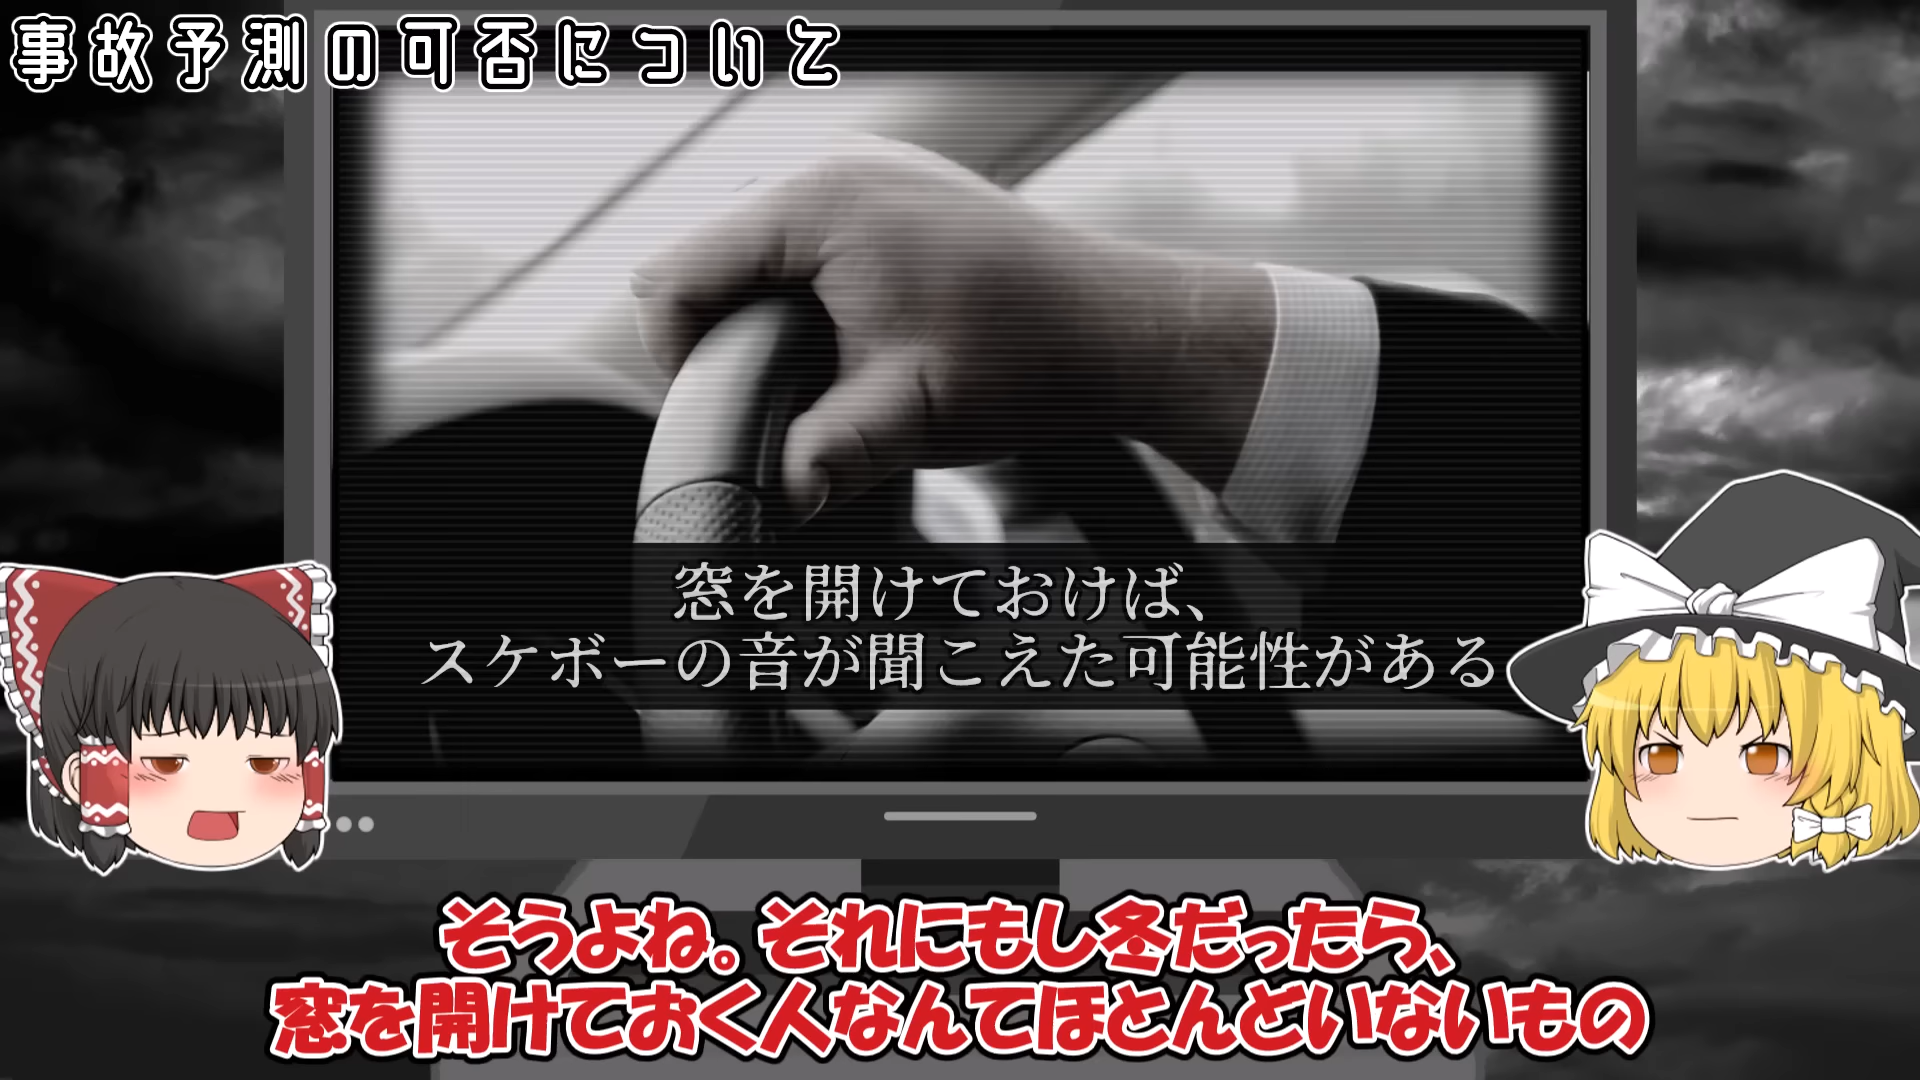 事故予測の可否について
窓を開けておけば、
スケボーの音が聞こえた可能性がある
そうよね。それにもし冬だったら、
窓を開けておく人なんてほとんどいないもの